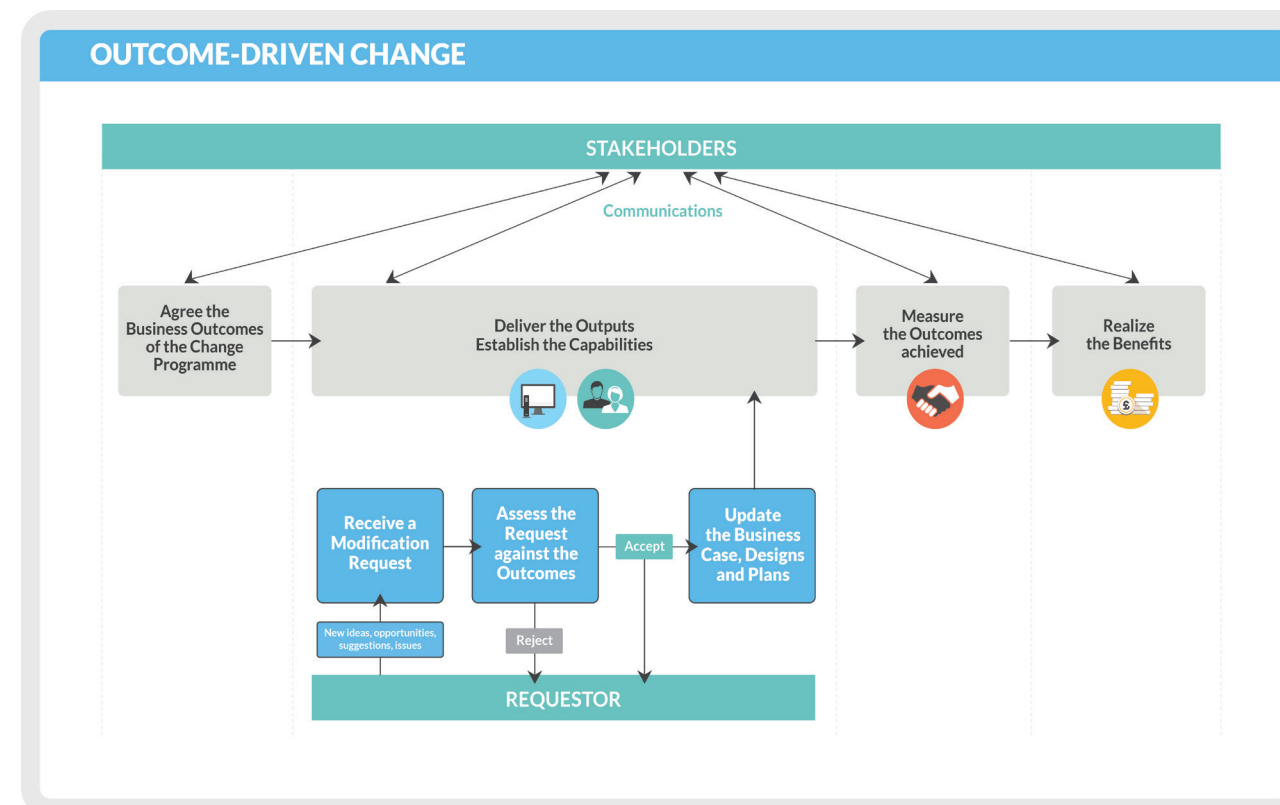 OUTCOME-DRIVEN CHANGE
STAKEHOLDERS
Communications
Agree the
Business Outcomes
of the Change
Programme
Deliver the Outputs
Establish the Capabilities
Measure
the Outcomes
achieved
Realize
the Benefits
£
Receive a
Modification
Request
Assess the
Request
against the
Outcomes
Accept
Update
the Business
Case, Designs
and Plans
New ideas, opportunities,
suggestions, issues
Reject
REQUESTOR